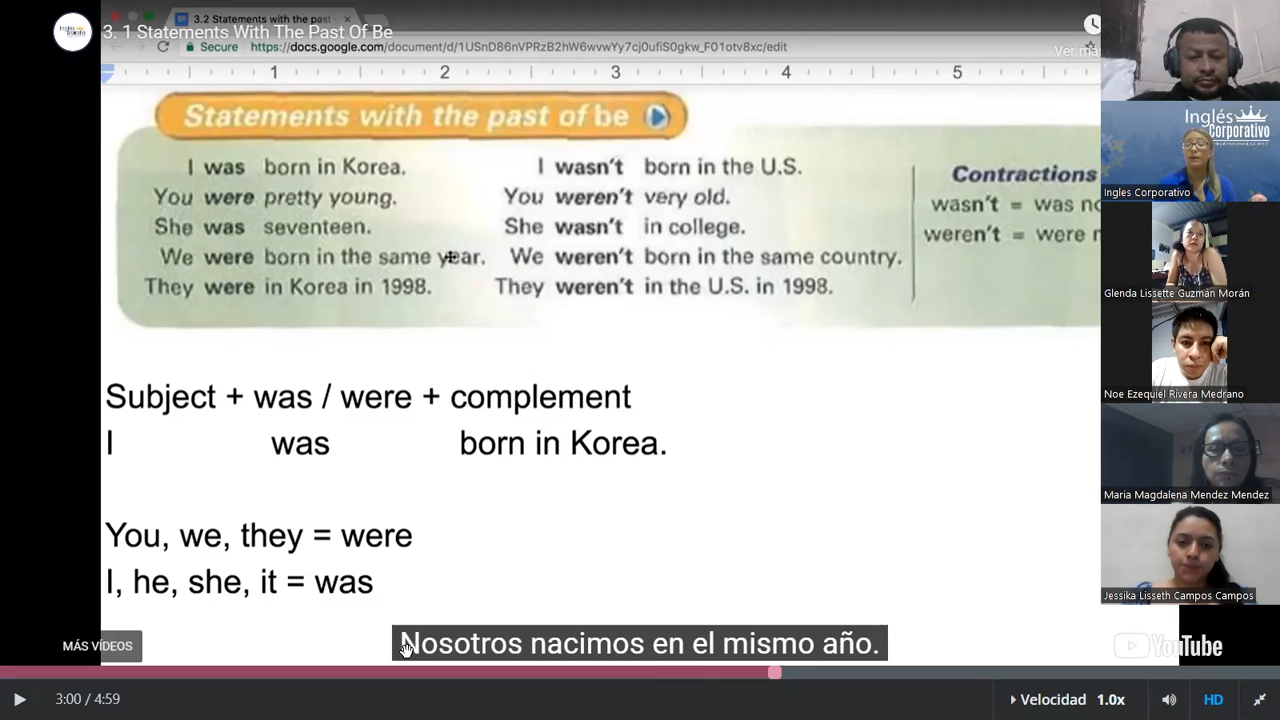 3.2 Statements with the past
3. 1 Statements With The Past Of Be
Secure https://docs.google.com/document/d/1USnD86nVPRzB2hW6wvwYy7cj0ufiS0gkw_F01otv8xc/edit
Ver má
1 2 3 4 5
Statements with the past of be
I was born in Korea. I wasn't born in the U.S.
You were pretty young. You weren't very old.
She was seventeen. She wasn't in college.
We were born in the same year. We weren't born in the same country.
They were in Korea in 1998. They weren't in the U.S. in 1998.
Contractions
wasn't = was no
weren't = were n
Subject + was / were + complement
I was born in Korea.
You, we, they = were
I, he, she, it = was
Nosotros nacimos en el mismo año.
MÁS VÍDEOS
YouTube
3:00 / 4:59
Velocidad 1.0x
HD
Inglés
Corporativo
Ingles Corporativo
Glenda Lissette Guzmán Morán
Noe Ezequiel Rivera Medrano
Maria Magdalena Mendez Mendez
Jessika Lisseth Campos Campos